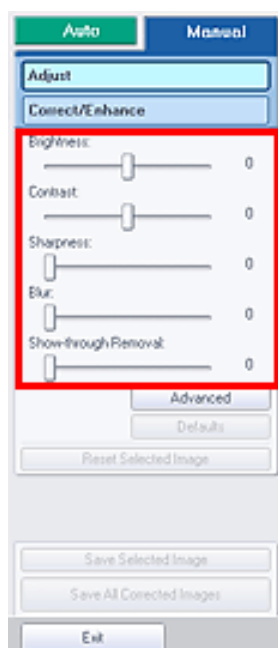 Auto Manual
Adjust
Correct/Enhance
Brightness:
0
Contrast:
0
Sharpness:
0
Blur:
0
Show-through Removal:
0
Advanced
Defaults
Reset Selected Image
Save Selected Image
Save All Corrected Images
Exit